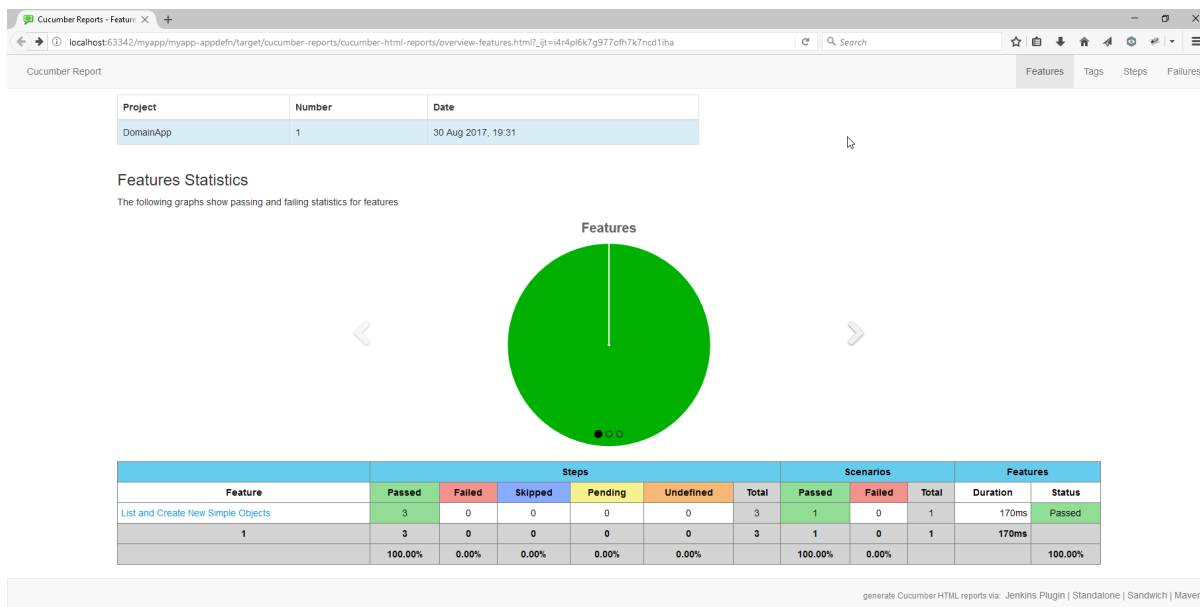 Cucumber Reports - Feature
localhost:63342/myapp/myapp-appdefn/target/cucumber-reports/cucumber-html-reports/overview-features.html?_ijt=i4r4pl6k7g977ofh7k7ncd1iha Search
Cucumber Report Features Tags Steps Failures
Project Number Date
DomainApp 1 30 Aug 2017, 19:31
Features Statistics
The following graphs show passing and failing statistics for features
Features
Steps Scenarios Features
Feature Passed Failed Skipped Pending Undefined Total Passed Failed Total Duration Status
List and Create New Simple Objects 3 0 0 0 0 3 1 0 1 170ms Passed
1 3 0 0 0 0 3 1 0 1 170ms
100.00% 0.00% 0.00% 0.00% 0.00% 100.00% 0.00% 100.00%
generate Cucumber HTML reports via: Jenkins Plugin | Standalone | Sandwich | Maven